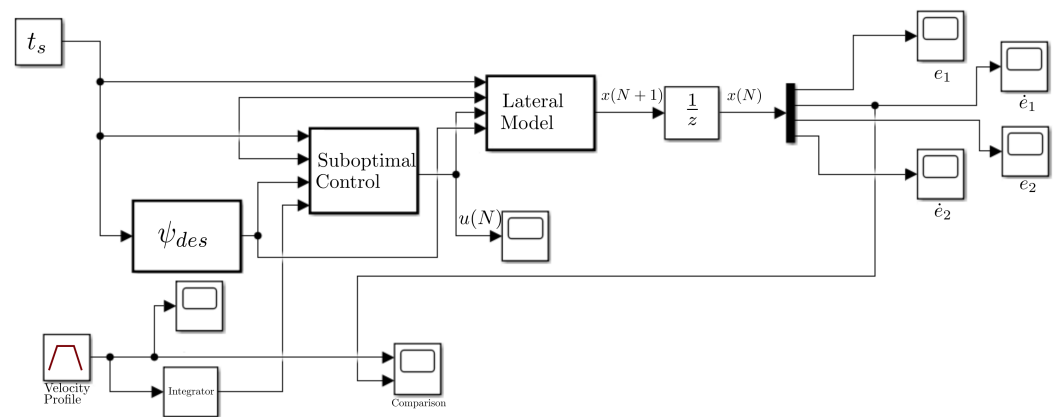 t_s
e_1
ė_1
x(N+1)
1/z
x(N)
Lateral
Model
Suboptimal
Control
e_2
ė_2
u(N)
ψ_des
Velocity
Profile
Integrator
Comparison